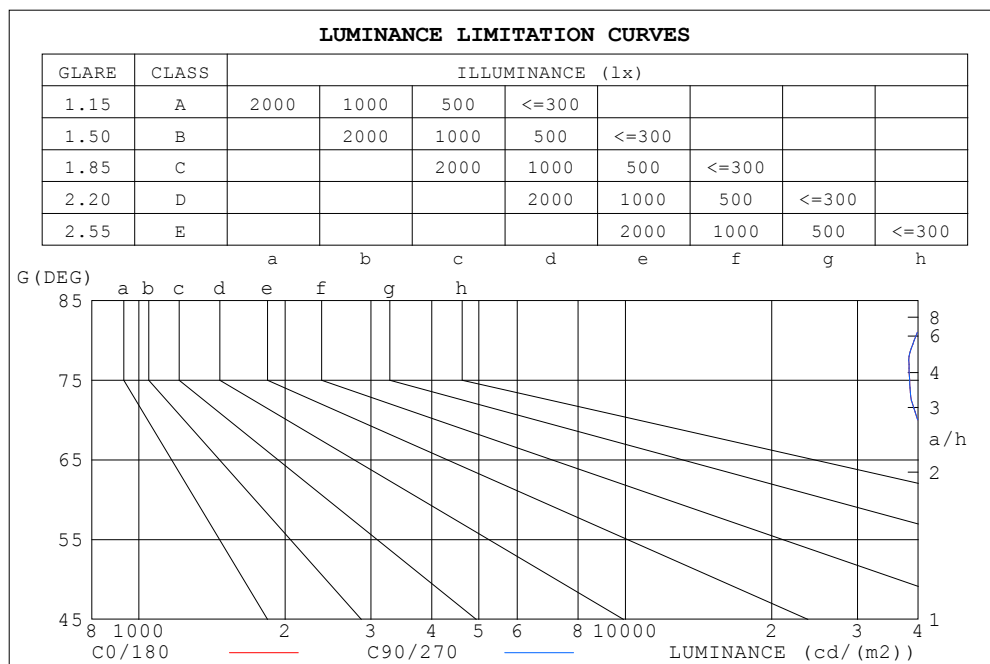 LUMINANCE LIMITATION CURVES
GLARE CLASS ILLUMINANCE (lx)
1.15 A 2000 1000 500 <=300
1.50 B 2000 1000 500 <=300
1.85 C 2000 1000 500 <=300
2.20 D 2000 1000 500 <=300
2.55 E 2000 1000 500 <=300
a b c d e f g h
G(DEG)
a b c d e f g h
85
8
6
75
4
3
a/h
65
2
55
45
1
8 1000 2 3 4 5 6 8 10000 2 3 4
C0/180 C90/270 LUMINANCE (cd/(m2))